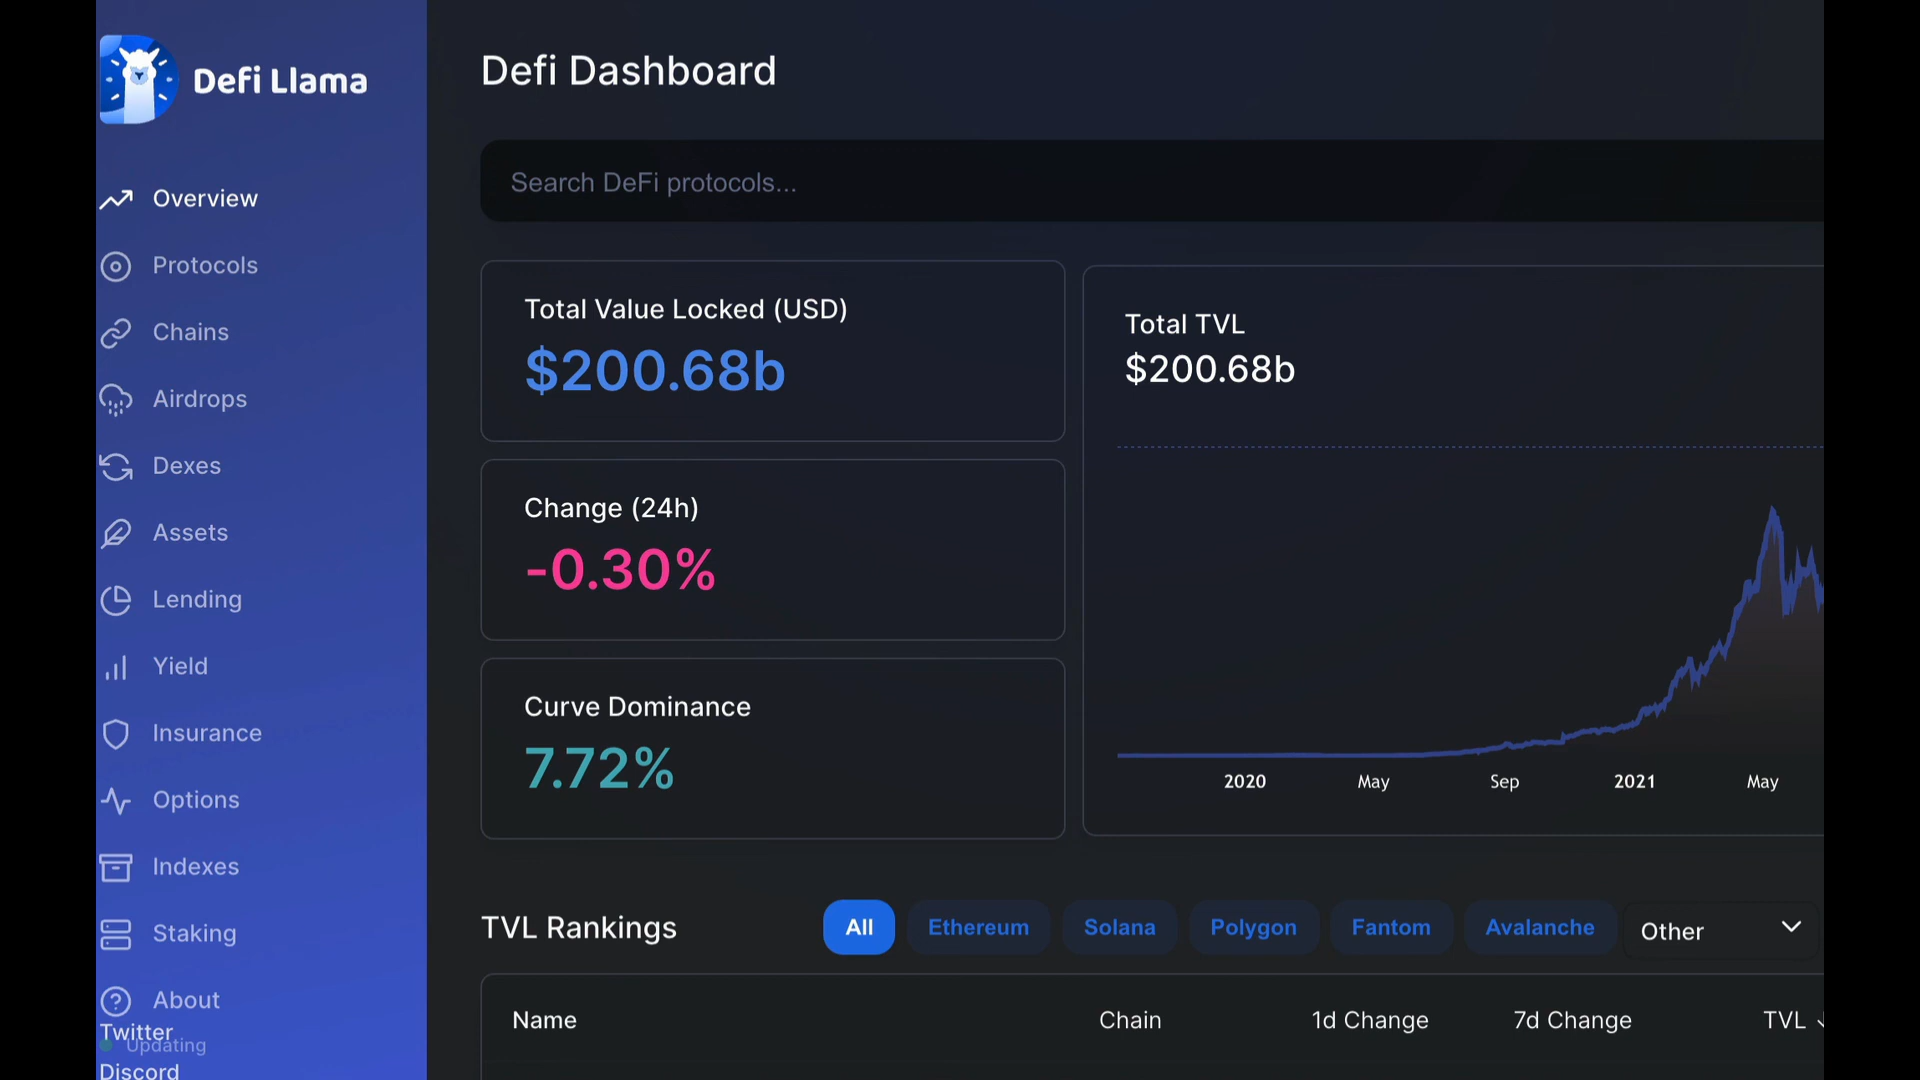 Defi Llama
Overview
Protocols
Chains
Airdrops
Dexes
Assets
Lending
Yield
Insurance
Options
Indexes
Staking
About
Twitter
Updating
Discord
Defi Dashboard
Search DeFi protocols...
Total Value Locked (USD)
$200.68b
Change (24h)
-0.30%
Curve Dominance
7.72%
Total TVL
$200.68b
2020 May Sep 2021 May
TVL Rankings All Ethereum Solana Polygon Fantom Avalanche Other
Name Chain 1d Change 7d Change TVL